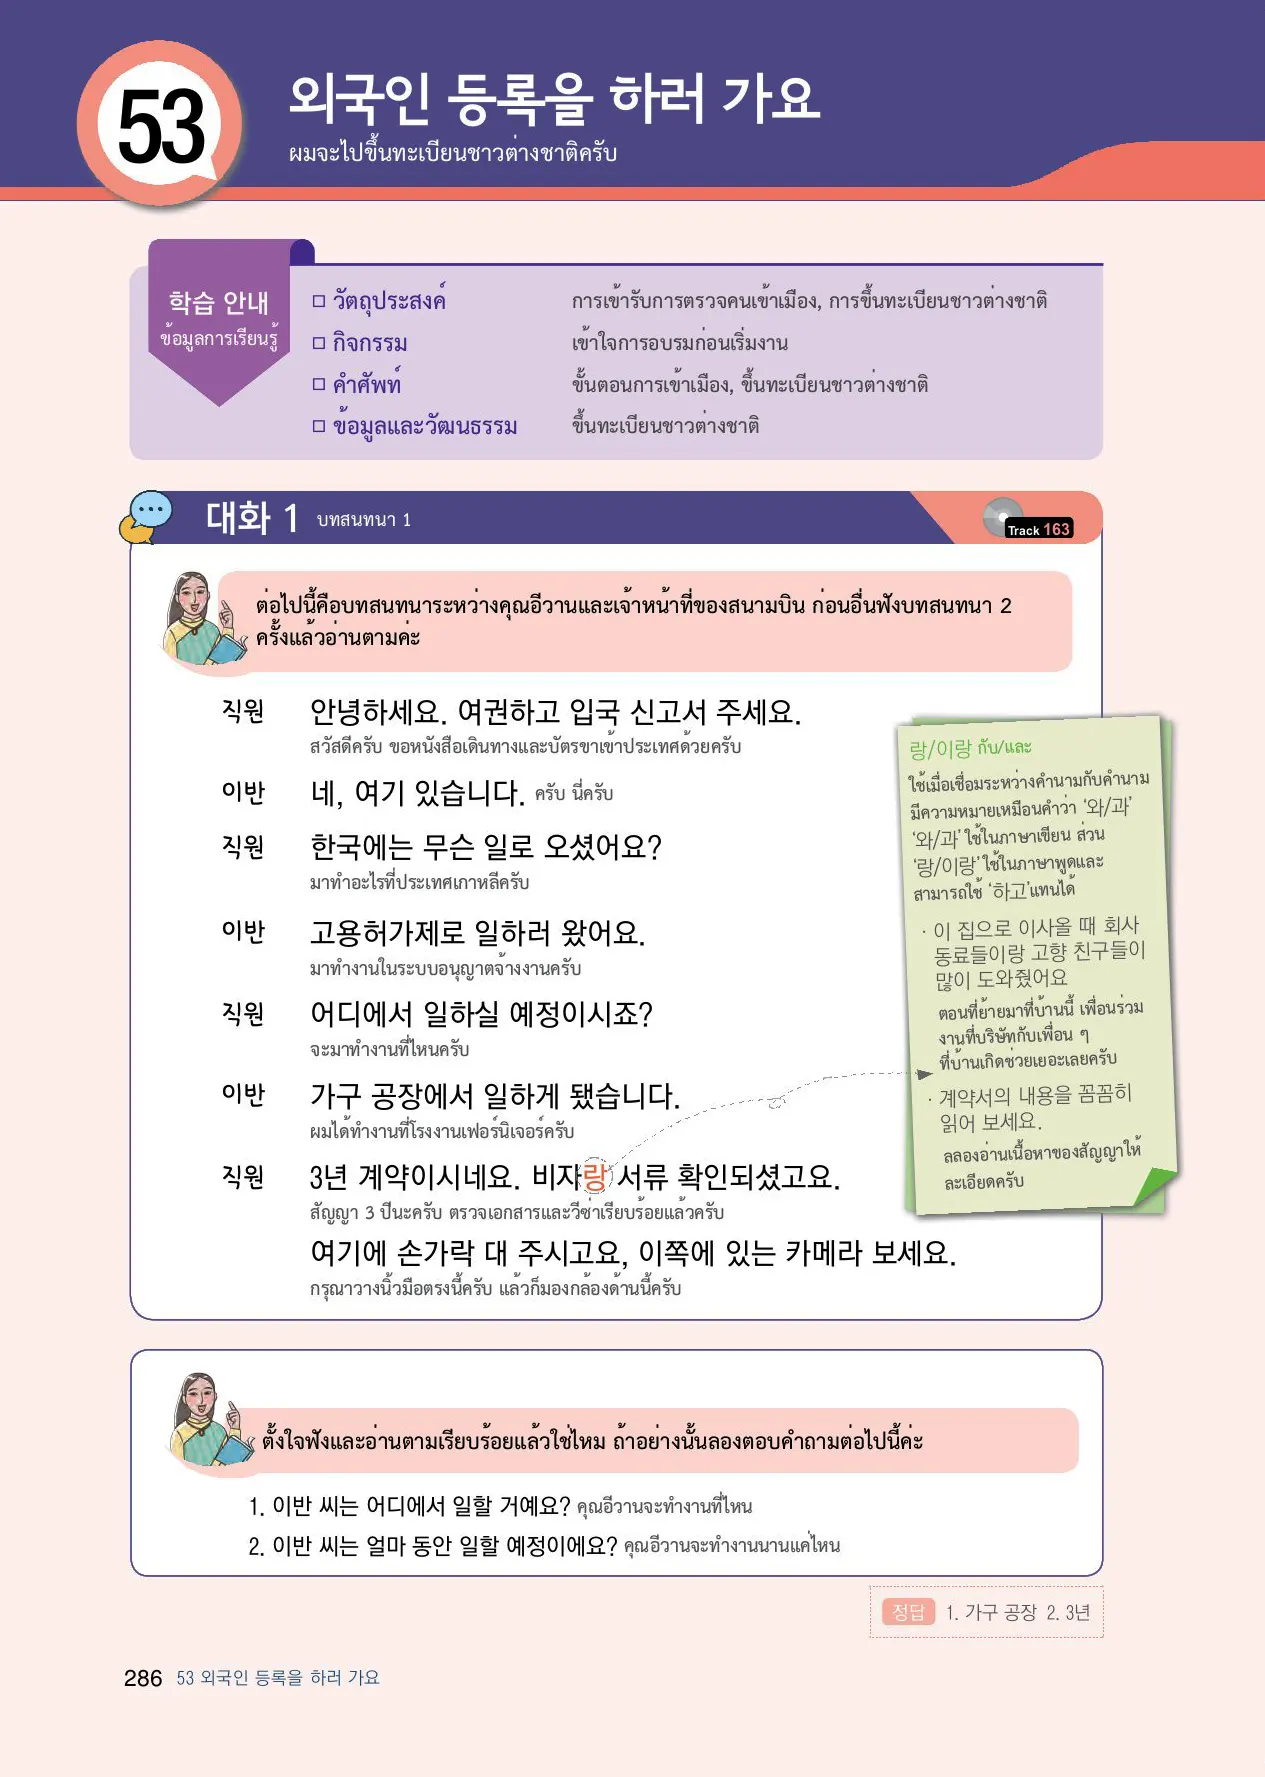 53
외국인 등록을 하러 가요
ผมจะไปขึ้นทะเบียนชาวต่างชาติครับ
학습 안내
ข้อมูลการเรียนรู้
□ วัตถุประสงค์ การเข้ารับการตรวจคนเข้าเมือง, การขึ้นทะเบียนชาวต่างชาติ
□ กิจกรรม เข้าใจการอบรมก่อนเริ่มงาน
□ คำศัพท์ ขั้นตอนการเข้าเมือง, ขึ้นทะเบียนชาวต่างชาติ
□ ข้อมูลและวัฒนธรรม ขึ้นทะเบียนชาวต่างชาติ
대화 1 บทสนทนา 1
Track 163
ต่อไปนี้คือบทสนทนาระหว่างคุณอีวานและเจ้าหน้าที่ของสนามบิน ก่อนอื่นฟังบทสนทนา 2
ครั้งแล้วอ่านตามค่ะ
직원 안녕하세요. 여권하고 입국 신고서 주세요.
สวัสดีครับ ขอหนังสือเดินทางและบัตรขาเข้าประเทศด้วยครับ
이반 네, 여기 있습니다. ครับ นี่ครับ
직원 한국에는 무슨 일로 오셨어요?
มาทำอะไรที่ประเทศเกาหลีครับ
이반 고용허가제로 일하러 왔어요.
มาทำงานในระบบอนุญาตจ้างงานครับ
직원 어디에서 일하실 예정이시죠?
จะมาทำงานที่ไหนครับ
이반 가구 공장에서 일하게 됐습니다.
ผมได้ทำงานที่โรงงานเฟอร์นิเจอร์ครับ
직원 3년 계약이시네요. 비자랑 서류 확인되셨고요.
สัญญา 3 ปีนะครับ ตรวจเอกสารและวีซ่าเรียบร้อยแล้วครับ
여기에 손가락 대 주시고요, 이쪽에 있는 카메라 보세요.
กรุณาวางนิ้วมือตรงนี้ครับ แล้วก็มองกล้องด้านนี้ครับ
랑/이랑 กับ/และ
ใช้เมื่อเชื่อมระหว่างคำนามกับคำนาม
มีความหมายเหมือนคำว่า ‘와/과’
‘와/과’ ใช้ในภาษาเขียน ส่วน
‘랑/이랑’ ใช้ในภาษาพูดและ
สามารถใช้ ‘하고’แทนได้
· 이 집으로 이사올 때 회사
동료들이랑 고향 친구들이
많이 도와줬어요
ตอนที่ย้ายมาที่บ้านนี้ เพื่อนร่วม
งานที่บริษัทกับเพื่อน ๆ
ที่บ้านเกิดช่วยเยอะเลยครับ
· 계약서의 내용을 꼼꼼히
읽어 보세요.
ลลองอ่านเนื้อหาของสัญญาให้
ละเอียดครับ
ตั้งใจฟังและอ่านตามเรียบร้อยแล้วใช่ไหม ถ้าอย่างนั้นลองตอบคำถามต่อไปนี้ค่ะ
1. 이반 씨는 어디에서 일할 거예요? คุณอีวานจะทำงานที่ไหน
2. 이반 씨는 얼마 동안 일할 예정이에요? คุณอีวานจะทำงานนานแค่ไหน
정답 1. 가구 공장 2. 3년
286 53 외국인 등록을 하러 가요